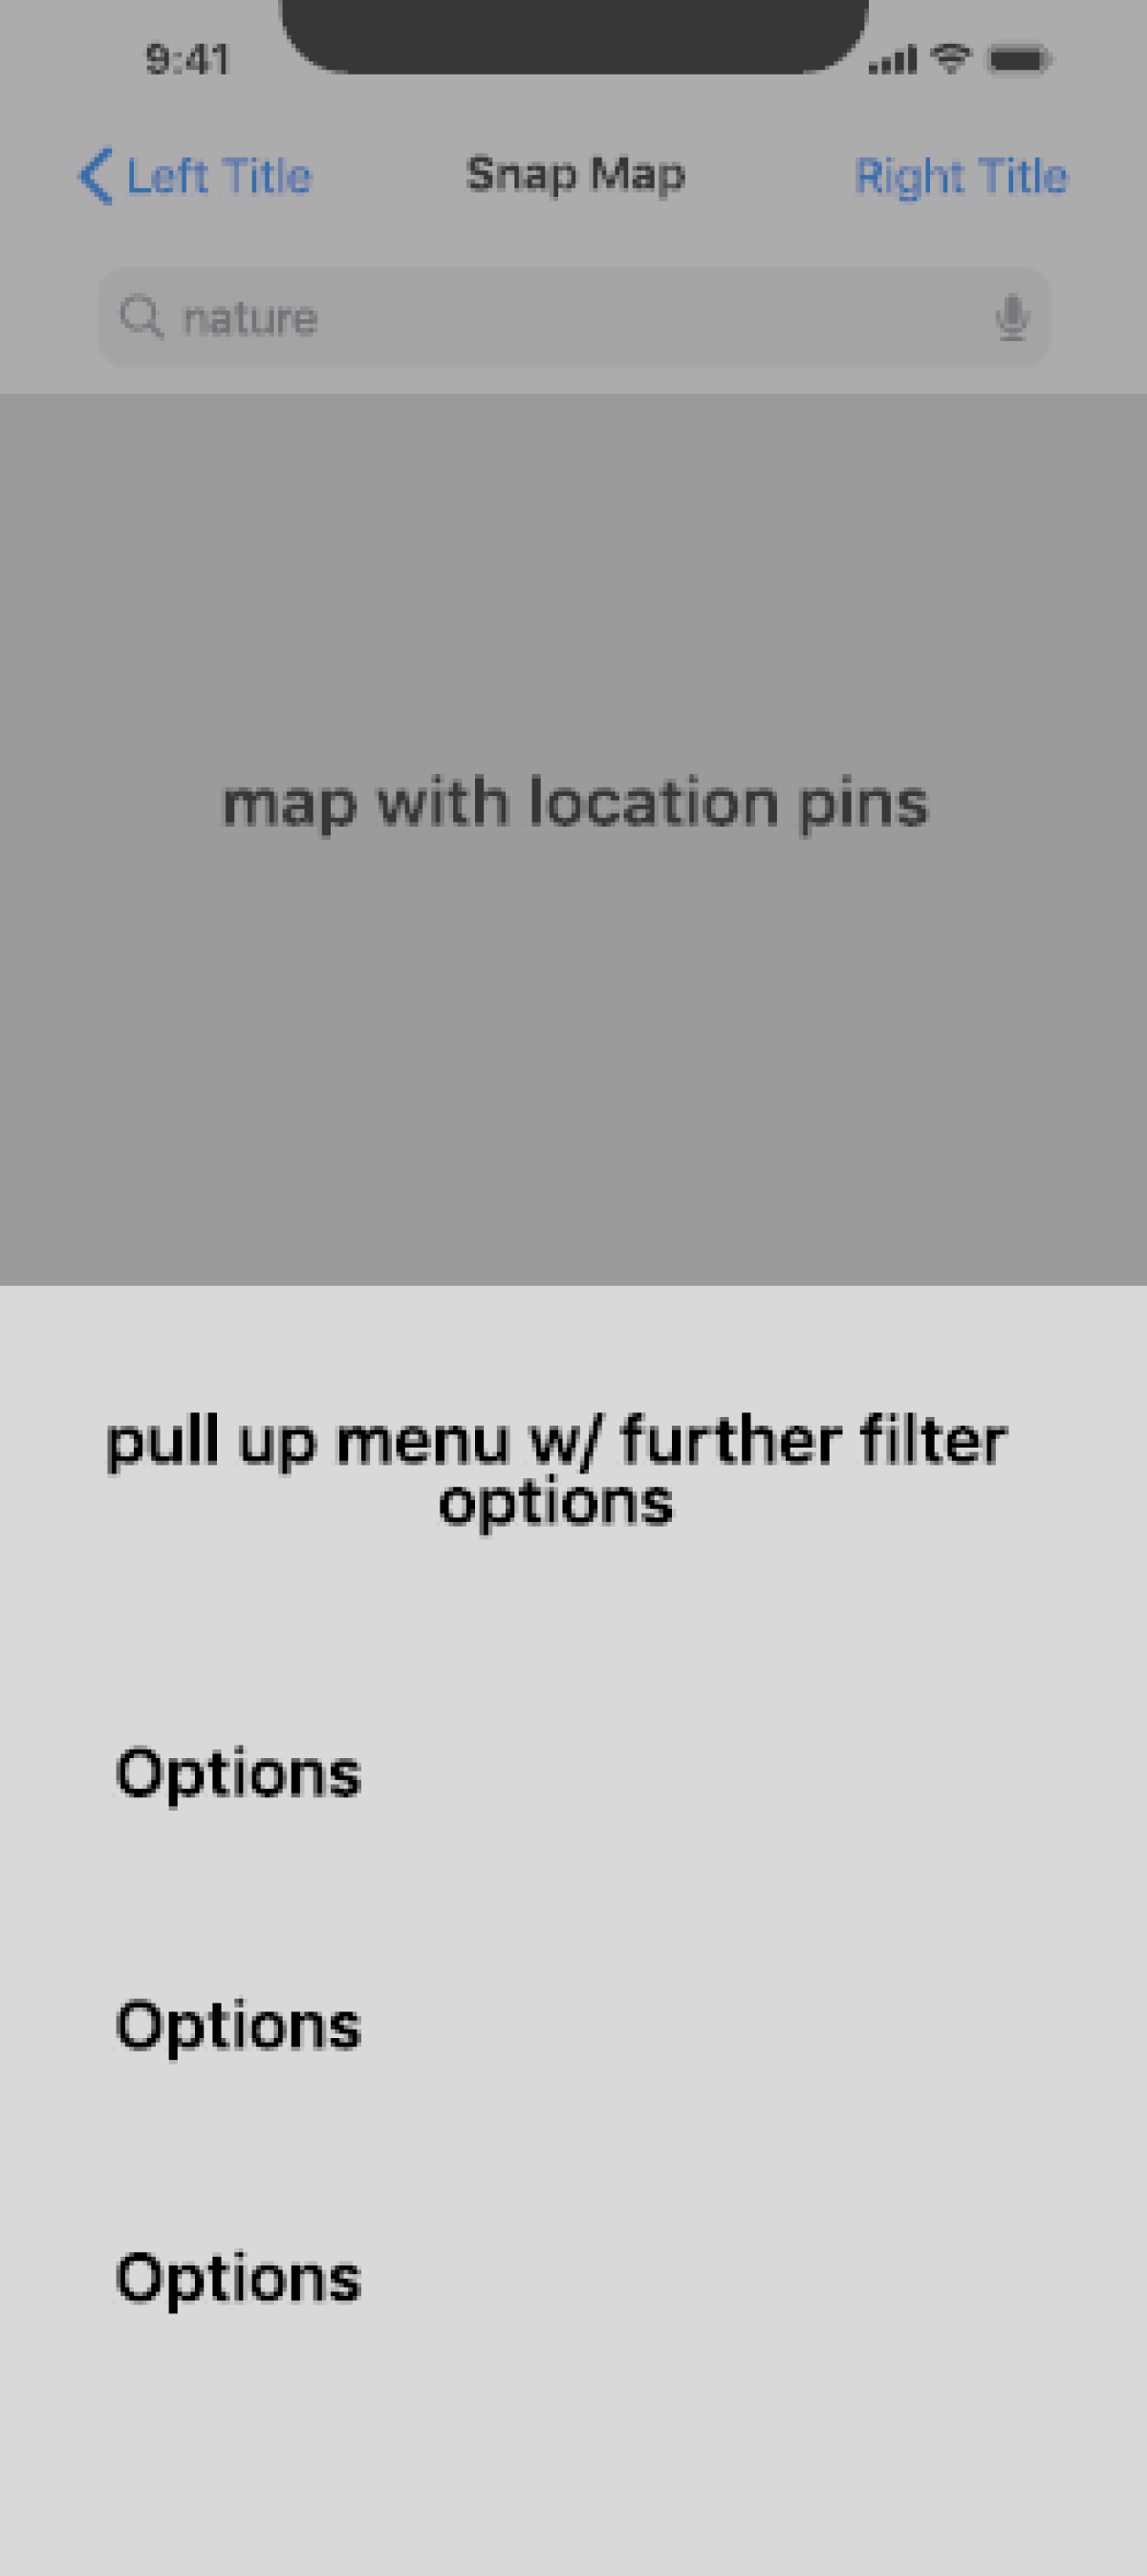 9:41
Left Title
Snap Map
Right Title
nature
map with location pins
pull up menu w/ further filter
options
Options
Options
Options